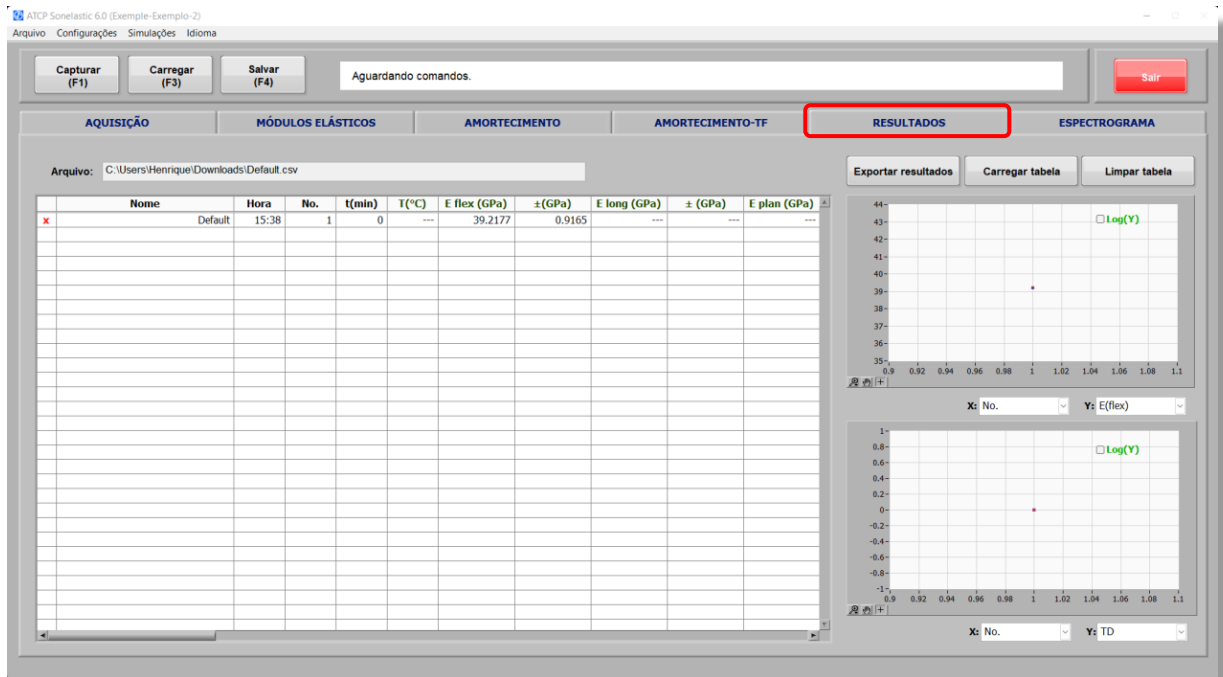 ATCP Sonelastic 6.0 (Exemple-Exemplo-2)
Arquivo Configurações Simulações Idioma
Capturar (F1) Carregar (F3) Salvar (F4) Aguardando comandos. Sair
AQUISIÇÃO MÓDULOS ELÁSTICOS AMORTECIMENTO AMORTECIMENTO-TF RESULTADOS ESPECTROGRAMA
Arquivo: C:\Users\Henrique\Downloads\Default.csv
Exportar resultados Carregar tabela Limpar tabela
Nome Hora No. t(min) T(°C) E flex (GPa) ±(GPa) E long (GPa) ± (GPa) E plan (GPa)
x Default 15:38 1 0 --- 39.2177 0.9165 --- --- ---
Log(Y)
44
43
42
41
40
39
38
37
36
35
0.9 0.92 0.94 0.96 0.98 1 1.02 1.04 1.06 1.08 1.1
X: No. Y: E(flex)
Log(Y)
1
0.8
0.6
0.4
0.2
0
-0.2
-0.4
-0.6
-0.8
-1
0.9 0.92 0.94 0.96 0.98 1 1.02 1.04 1.06 1.08 1.1
X: No. Y: TD